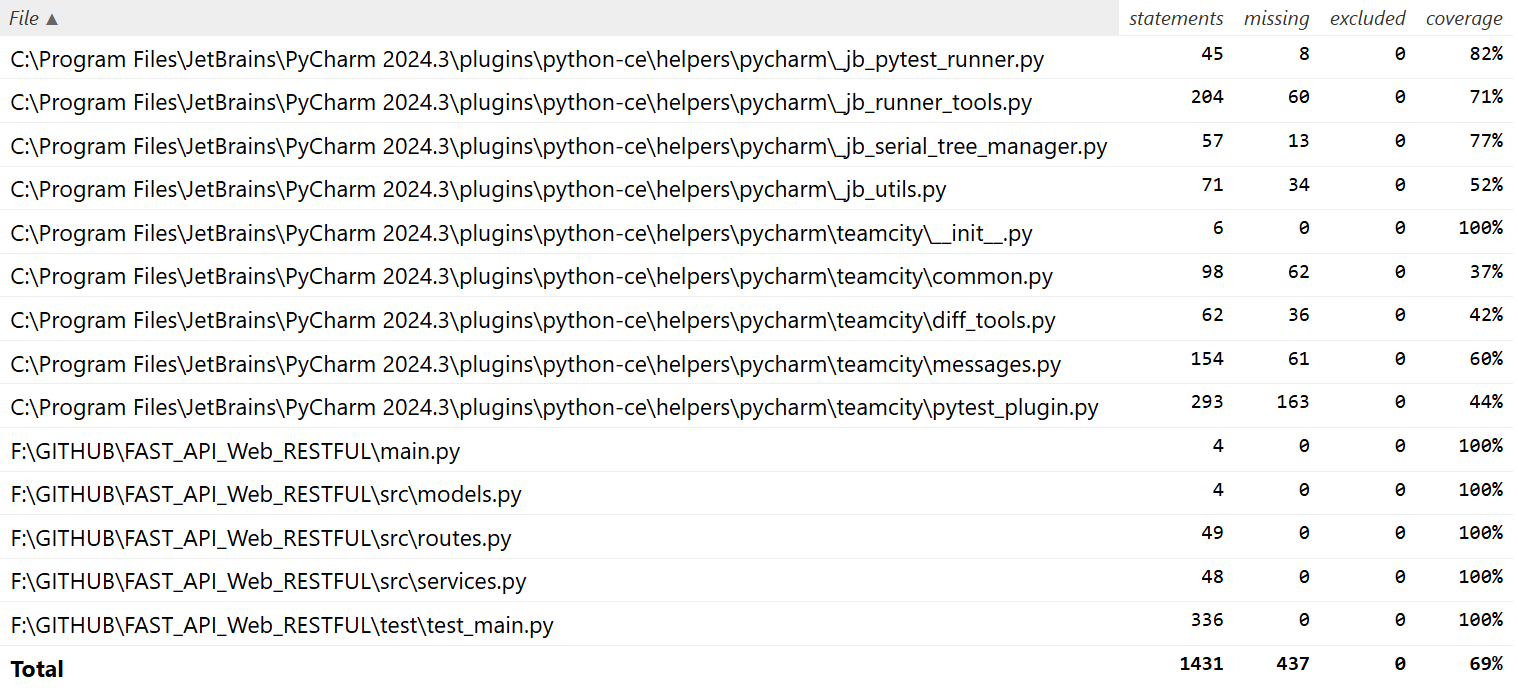 File ▲ statements missing excluded coverage
C:\Program Files\JetBrains\PyCharm 2024.3\plugins\python-ce\helpers\pycharm\_jb_pytest_runner.py 45 8 0 82%
C:\Program Files\JetBrains\PyCharm 2024.3\plugins\python-ce\helpers\pycharm\_jb_runner_tools.py 204 60 0 71%
C:\Program Files\JetBrains\PyCharm 2024.3\plugins\python-ce\helpers\pycharm\_jb_serial_tree_manager.py 57 13 0 77%
C:\Program Files\JetBrains\PyCharm 2024.3\plugins\python-ce\helpers\pycharm\_jb_utils.py 71 34 0 52%
C:\Program Files\JetBrains\PyCharm 2024.3\plugins\python-ce\helpers\pycharm\teamcity\__init__.py 6 0 0 100%
C:\Program Files\JetBrains\PyCharm 2024.3\plugins\python-ce\helpers\pycharm\teamcity\common.py 98 62 0 37%
C:\Program Files\JetBrains\PyCharm 2024.3\plugins\python-ce\helpers\pycharm\teamcity\diff_tools.py 62 36 0 42%
C:\Program Files\JetBrains\PyCharm 2024.3\plugins\python-ce\helpers\pycharm\teamcity\messages.py 154 61 0 60%
C:\Program Files\JetBrains\PyCharm 2024.3\plugins\python-ce\helpers\pycharm\teamcity\pytest_plugin.py 293 163 0 44%
F:\GITHUB\FAST_API_Web_RESTFUL\main.py 4 0 0 100%
F:\GITHUB\FAST_API_Web_RESTFUL\src\models.py 4 0 0 100%
F:\GITHUB\FAST_API_Web_RESTFUL\src\routes.py 49 0 0 100%
F:\GITHUB\FAST_API_Web_RESTFUL\src\services.py 48 0 0 100%
F:\GITHUB\FAST_API_Web_RESTFUL\test\test_main.py 336 0 0 100%
Total 1431 437 0 69%